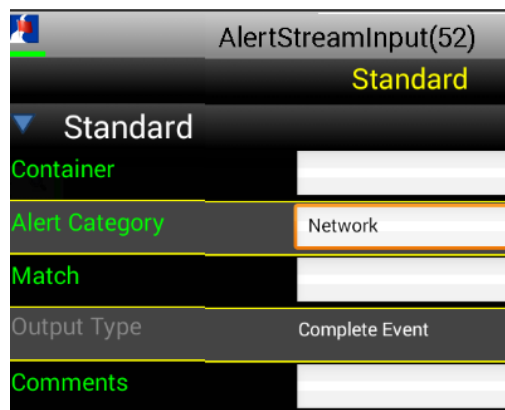 AlertStreamInput(52)
Standard
Standard
Container
Alert Category Network
Match
Output Type Complete Event
Comments